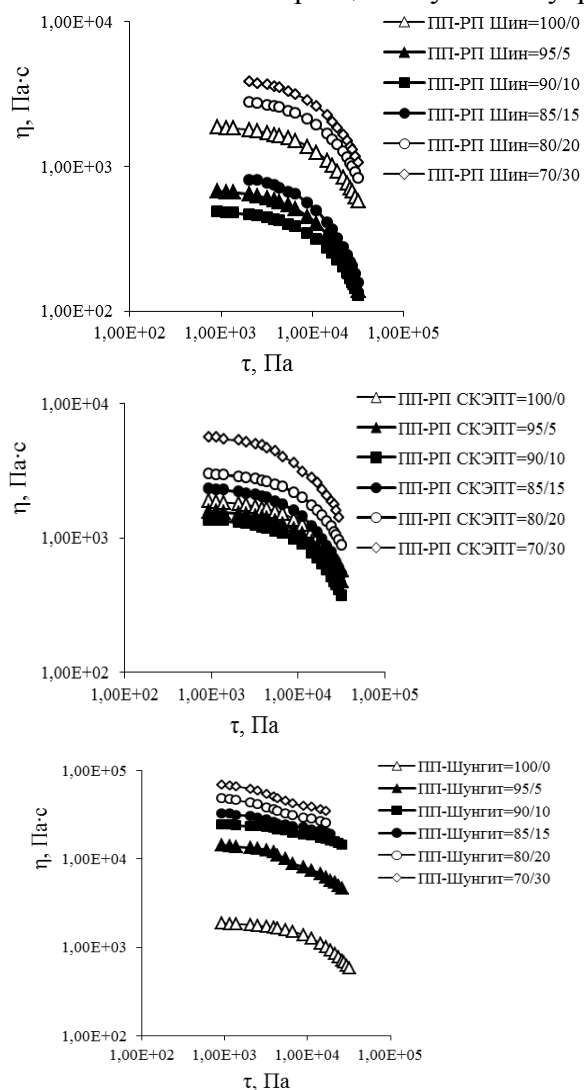 ПП-РП Шин=100/0
ПП-РП Шин=95/5
ПП-РП Шин=90/10
ПП-РП Шин=85/15
ПП-РП Шин=80/20
ПП-РП Шин=70/30
η, Па·с
1,00E+04
1,00E+03
1,00E+02
1,00E+02 1,00E+03 1,00E+04 1,00E+05
τ, Па
ПП-РП СКЭПТ=100/0
ПП-РП СКЭПТ=95/5
ПП-РП СКЭПТ=90/10
ПП-РП СКЭПТ=85/15
ПП-РП СКЭПТ=80/20
ПП-РП СКЭПТ=70/30
η, Па·с
1,00E+04
1,00E+03
1,00E+02
1,00E+02 1,00E+03 1,00E+04 1,00E+05
τ, Па
ПП-Шунгит=100/0
ПП-Шунгит=95/5
ПП-Шунгит=90/10
ПП-Шунгит=85/15
ПП-Шунгит=80/20
ПП-Шунгит=70/30
η, Па·с
1,00E+05
1,00E+04
1,00E+03
1,00E+02
1,00E+02 1,00E+03 1,00E+04 1,00E+05
τ, Па